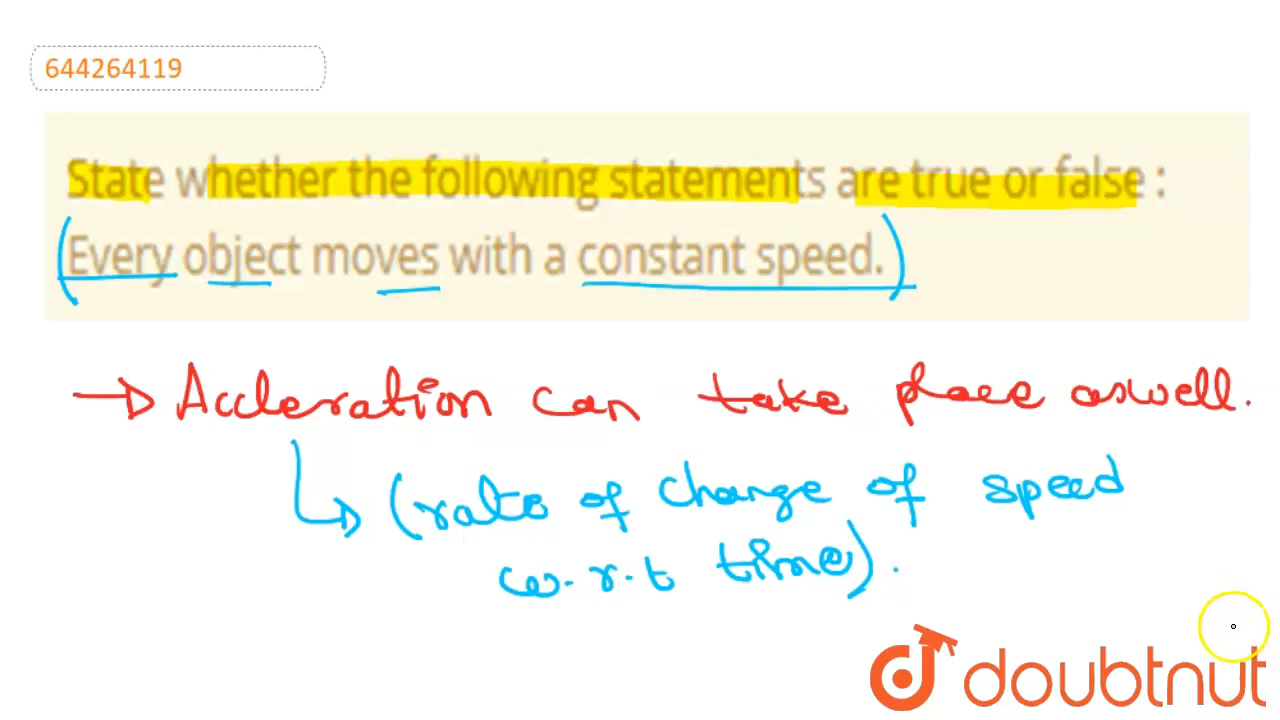 644264119
State whether the following statements are true or false :
(Every object moves with a constant speed.)
→ Accleration can take place aswell.
↳ (rate of change of speed
w.r.t time).
doubtnut